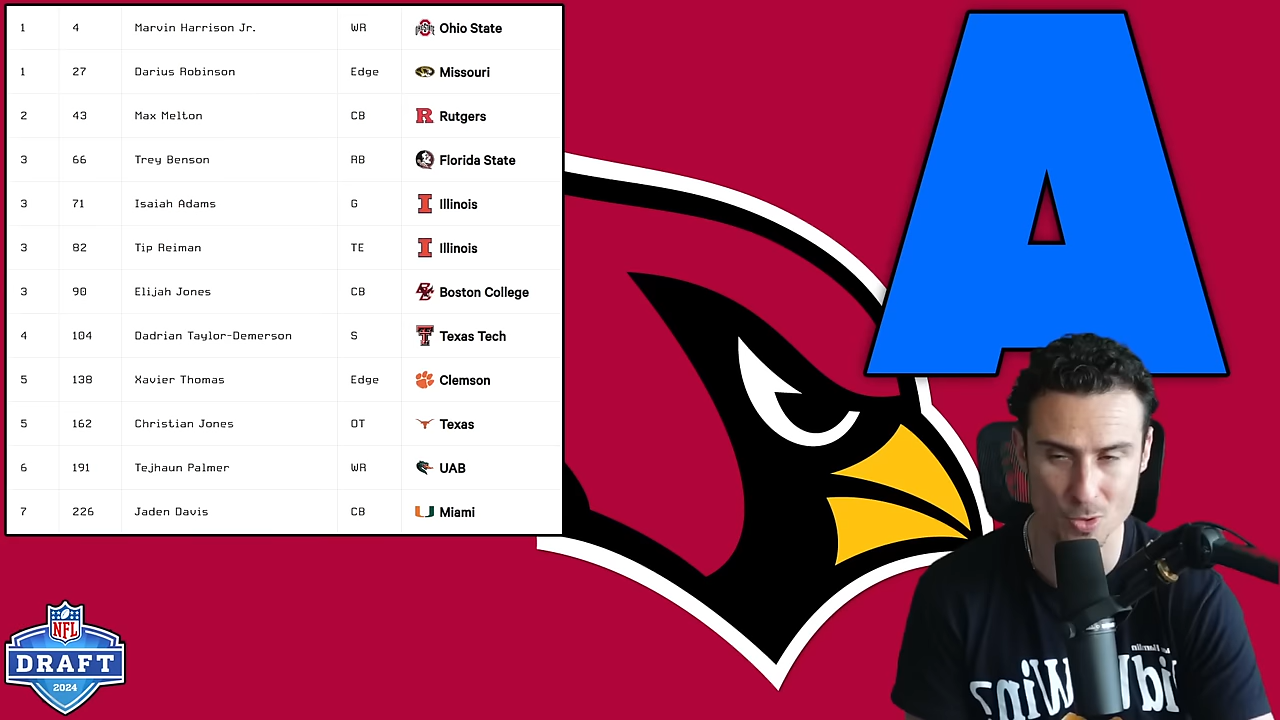 1 4 Marvin Harrison Jr. WR Ohio State
1 27 Darius Robinson Edge Missouri
2 43 Max Melton CB Rutgers
3 66 Trey Benson RB Florida State
3 71 Isaiah Adams G Illinois
3 82 Tip Reiman TE Illinois
3 90 Elijah Jones CB Boston College
4 104 Dadrian Taylor-Demerson S Texas Tech
5 138 Xavier Thomas Edge Clemson
5 162 Christian Jones OT Texas
6 191 Tejhaun Palmer WR UAB
7 226 Jaden Davis CB Miami
A
NFL
DRAFT
2024